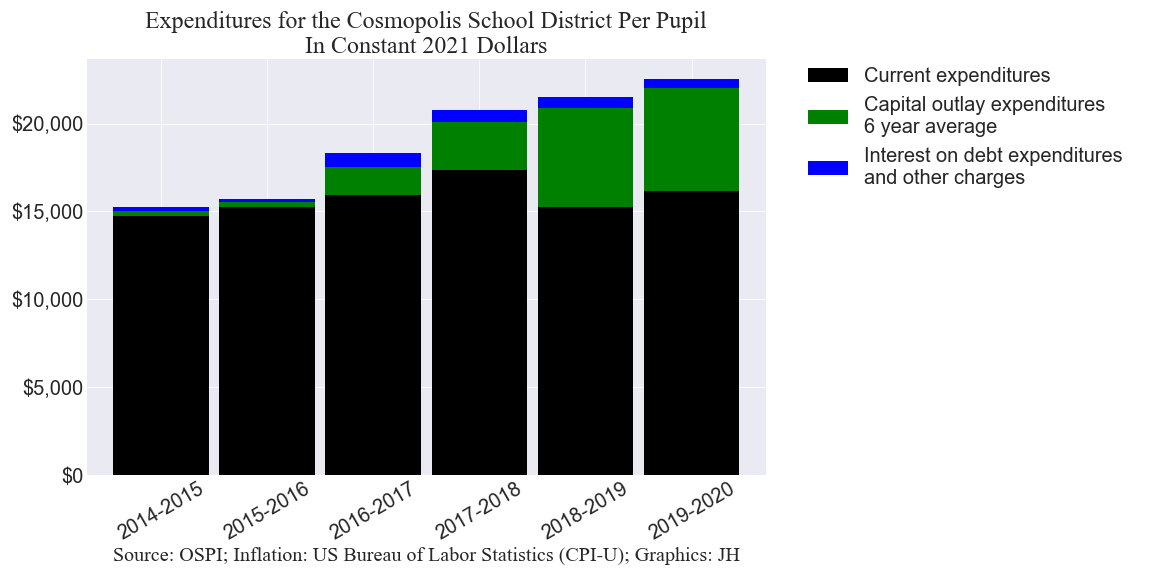 Expenditures for the Cosmopolis School District Per Pupil
In Constant 2021 Dollars
Current expenditures
Capital outlay expenditures
6 year average
Interest on debt expenditures
and other charges
$20,000
$15,000
$10,000
$5,000
$0
2014-2015
2015-2016
2016-2017
2017-2018
2018-2019
2019-2020
Source: OSPI; Inflation: US Bureau of Labor Statistics (CPI-U); Graphics: JH